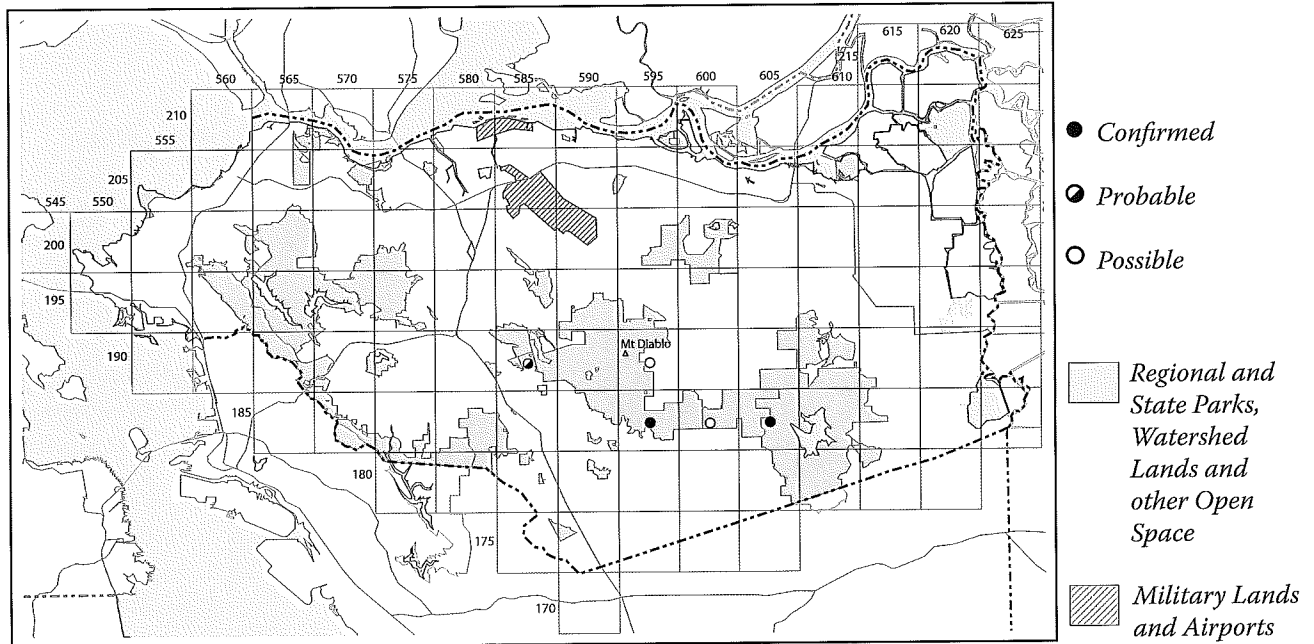 615
620
625
560
565
570
575
580
585
590
595
600
605
610
215
210
555
205
545
550
200
195
190
Mt Diablo
185
180
175
170
Confirmed
Probable
Possible
Regional and
State Parks,
Watershed
Lands and
other Open
Space
Military Lands
and Airports